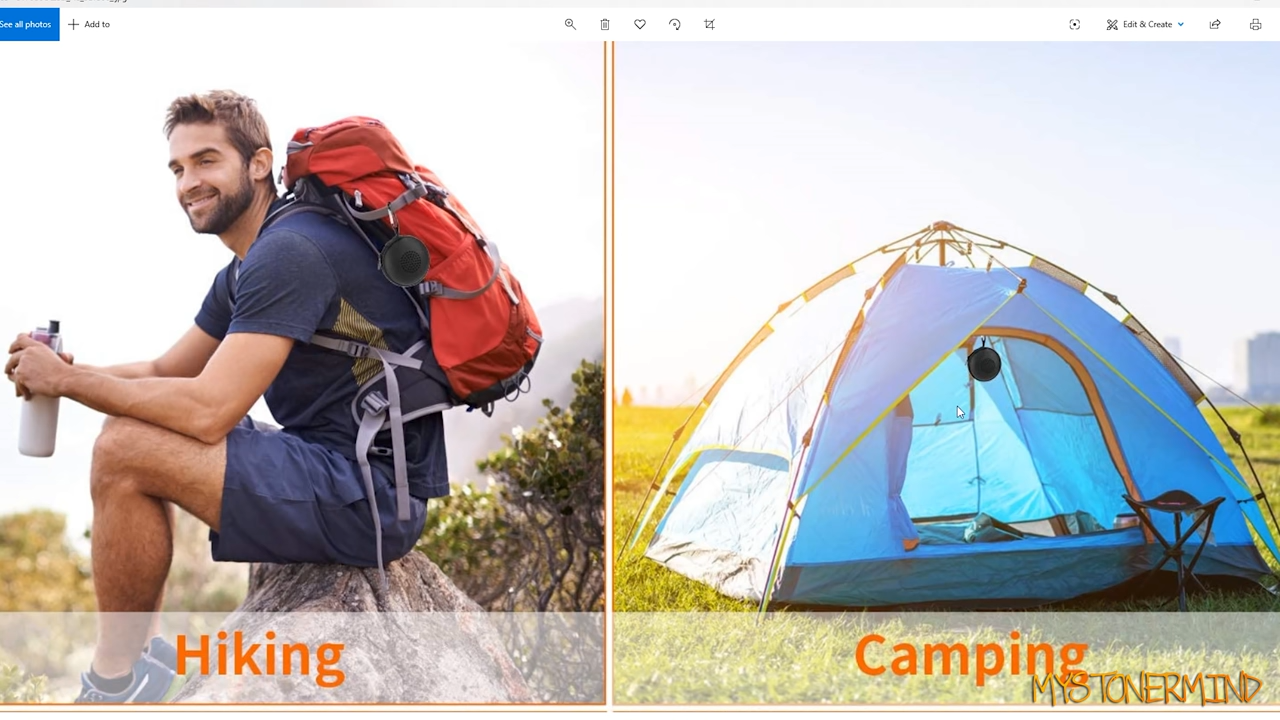 See all photos
Add to
Edit & Create
Hiking
Camping
MYSTONERMIND